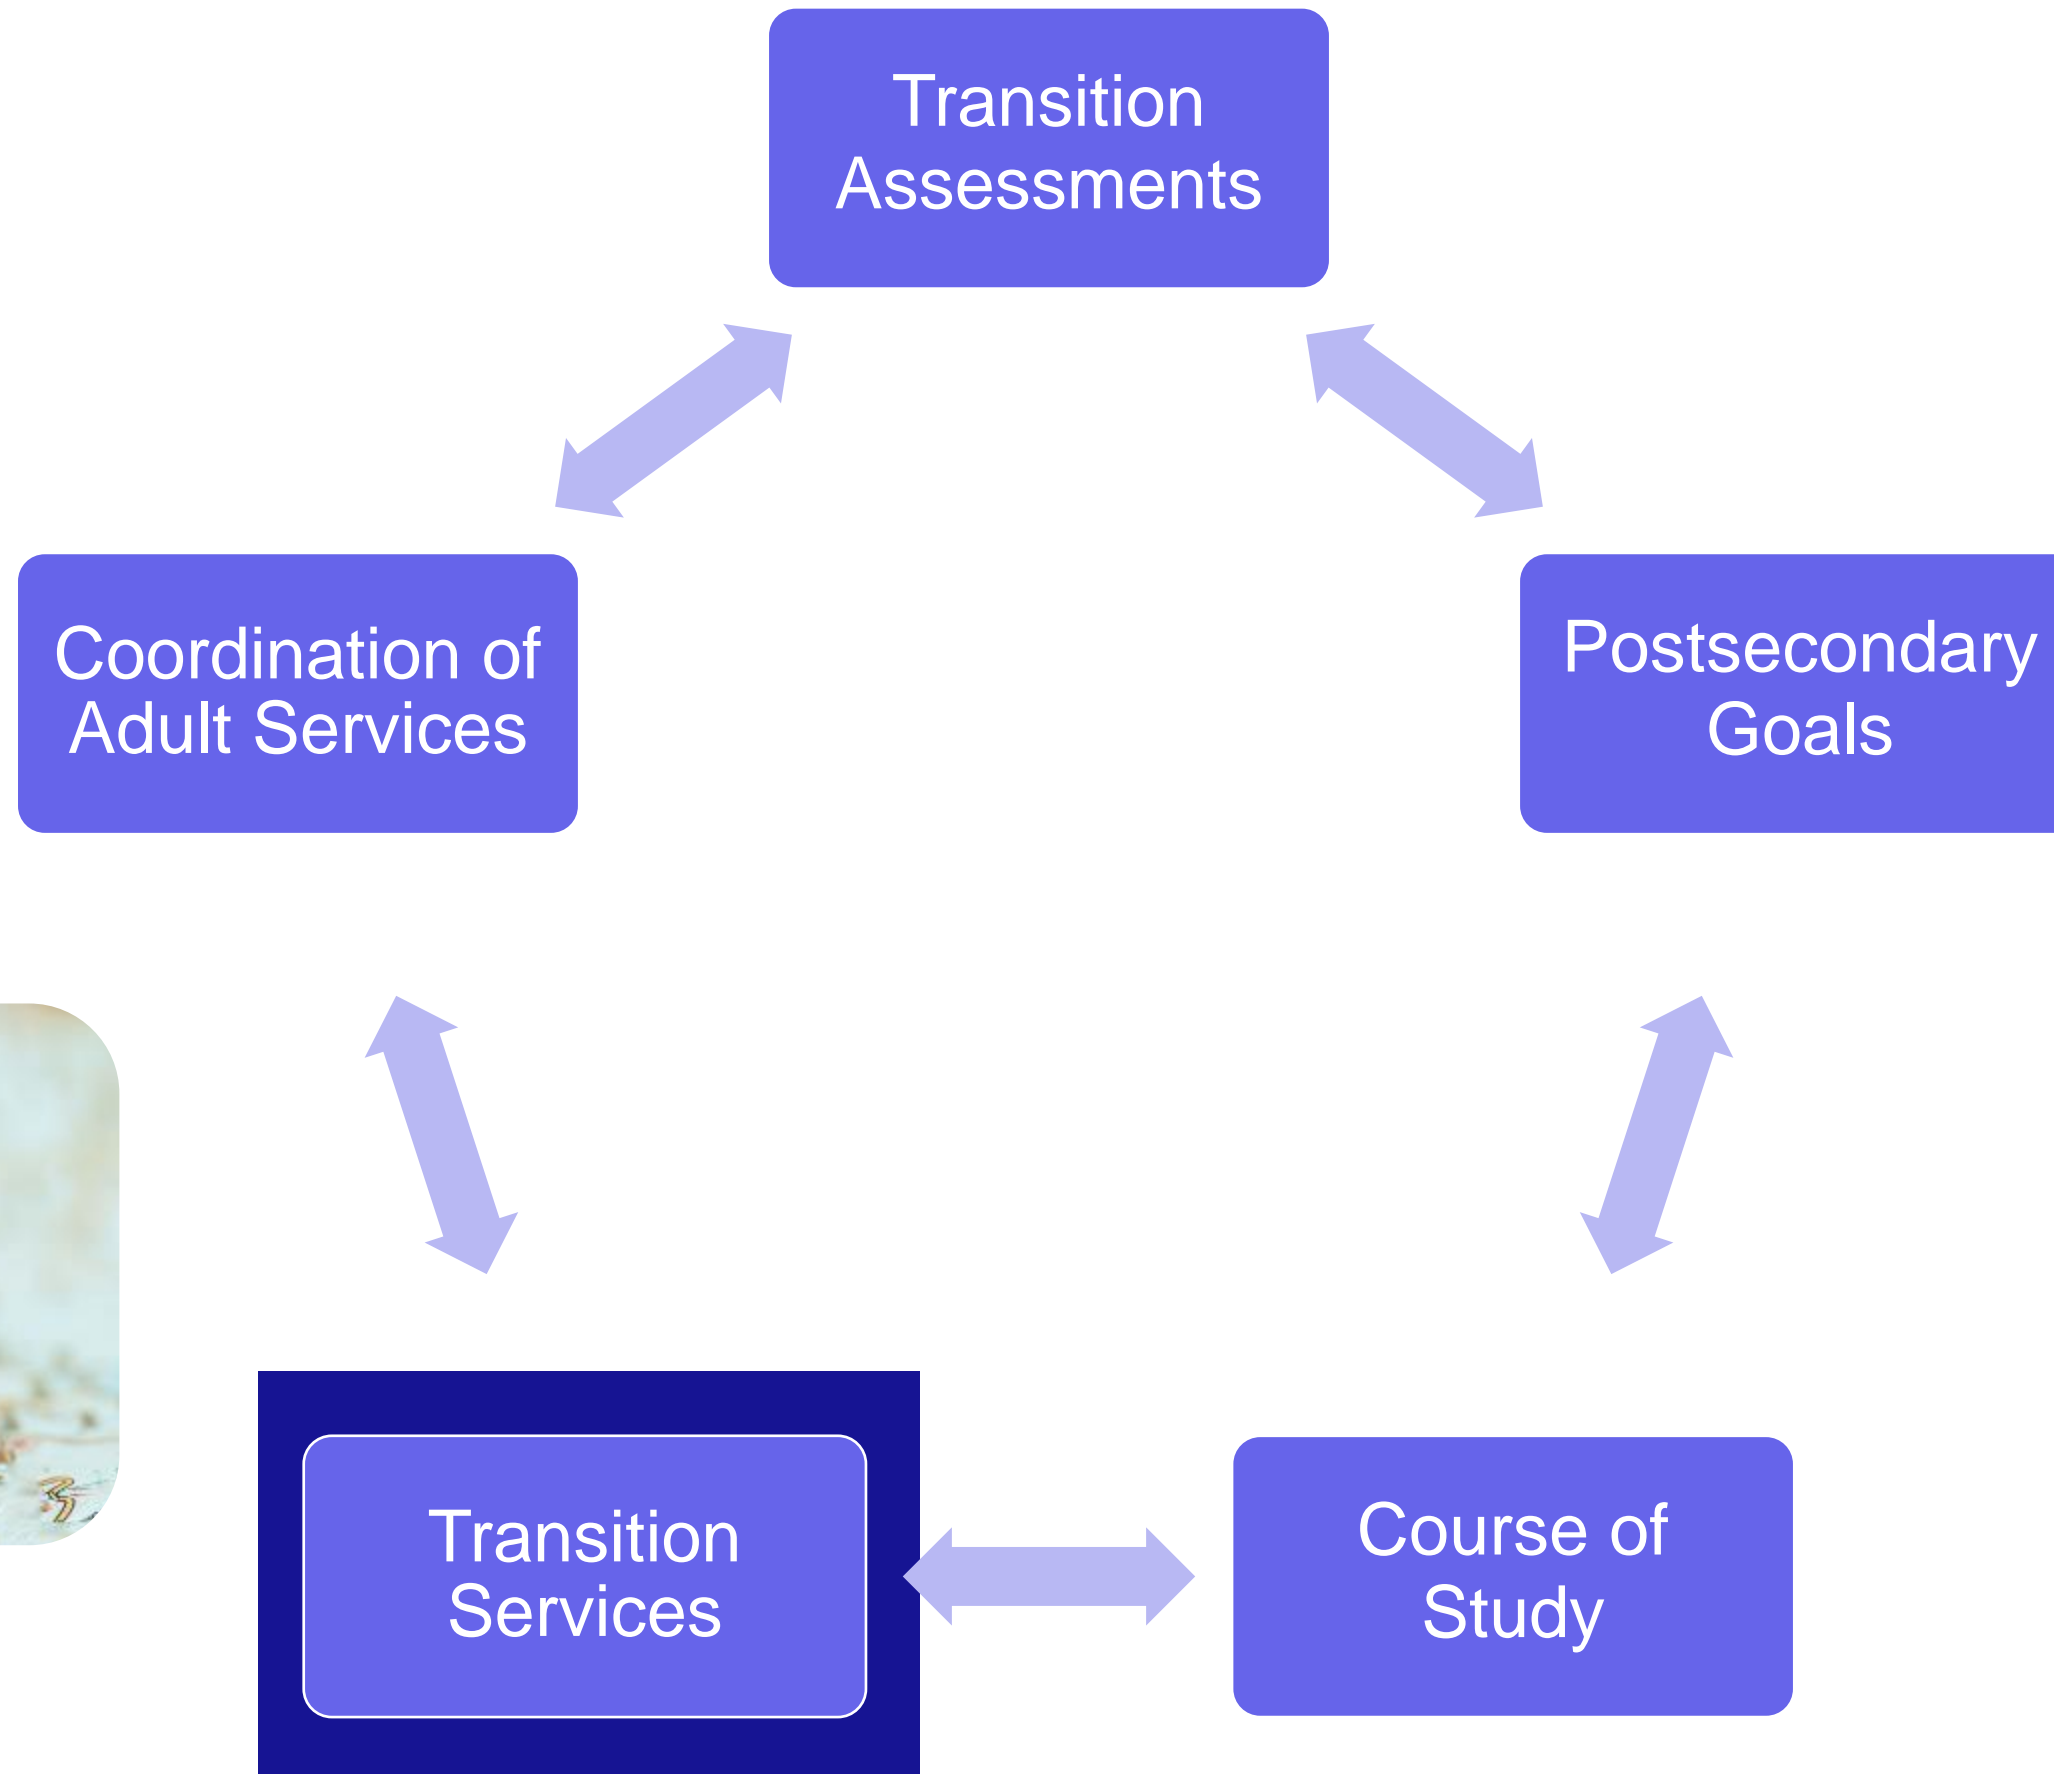 Transition
Assessments
Coordination of
Adult Services
Postsecondary
Goals
Transition
Services
Course of
Study